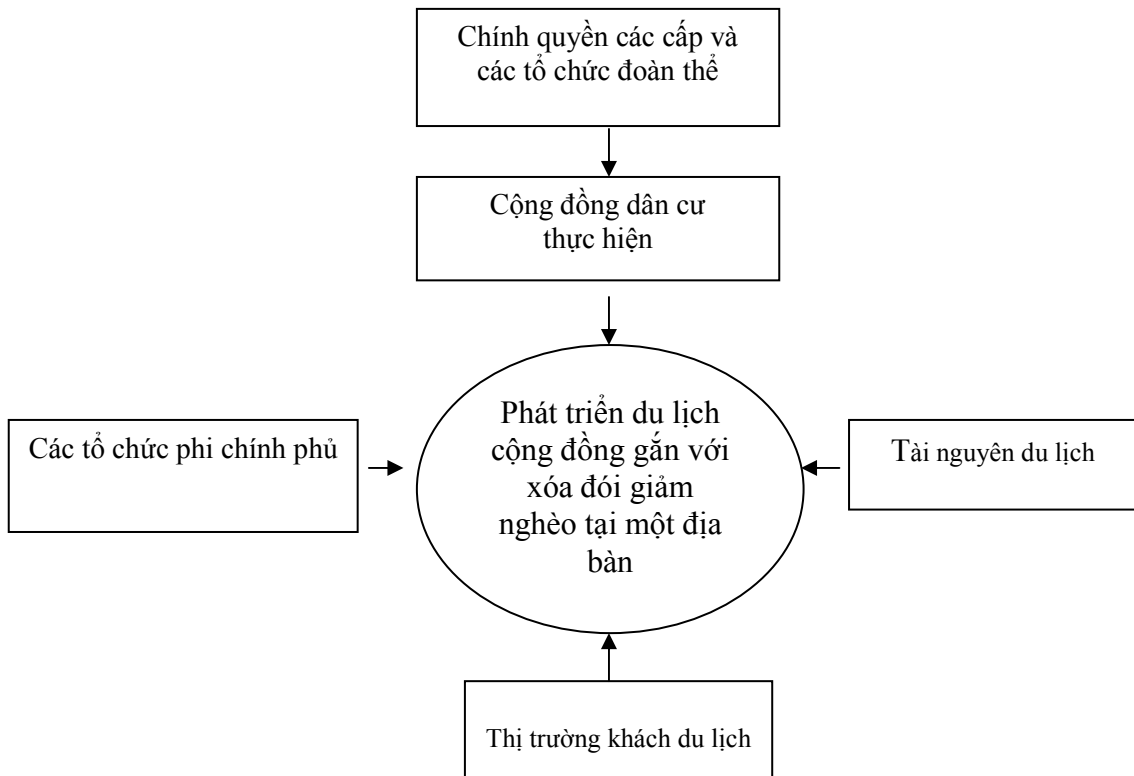 Chính quyền các cấp và
các tổ chức đoàn thể
Cộng đồng dân cư
thực hiện
Các tổ chức phi chính phủ
Phát triển du lịch
cộng đồng gắn với
xóa đói giảm
nghèo tại một địa
bàn
Tài nguyên du lịch
Thị trường khách du lịch